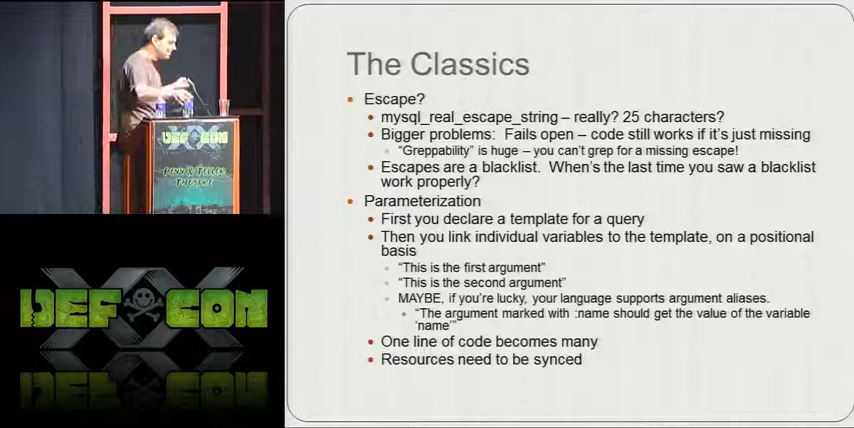 DEF CON
PENN & TELLER
THEATRE
DEF CON
The Classics
Escape?
mysql_real_escape_string – really? 25 characters?
Bigger problems: Fails open – code still works if it's just missing
"Greppability" is huge – you can't grep for a missing escape!
Escapes are a blacklist. When's the last time you saw a blacklist
work properly?
Parameterization
First you declare a template for a query
Then you link individual variables to the template, on a positional
basis
"This is the first argument"
"This is the second argument"
MAYBE, if you're lucky, your language supports argument aliases.
"The argument marked with :name should get the value of the variable
'name'"
One line of code becomes many
Resources need to be synced